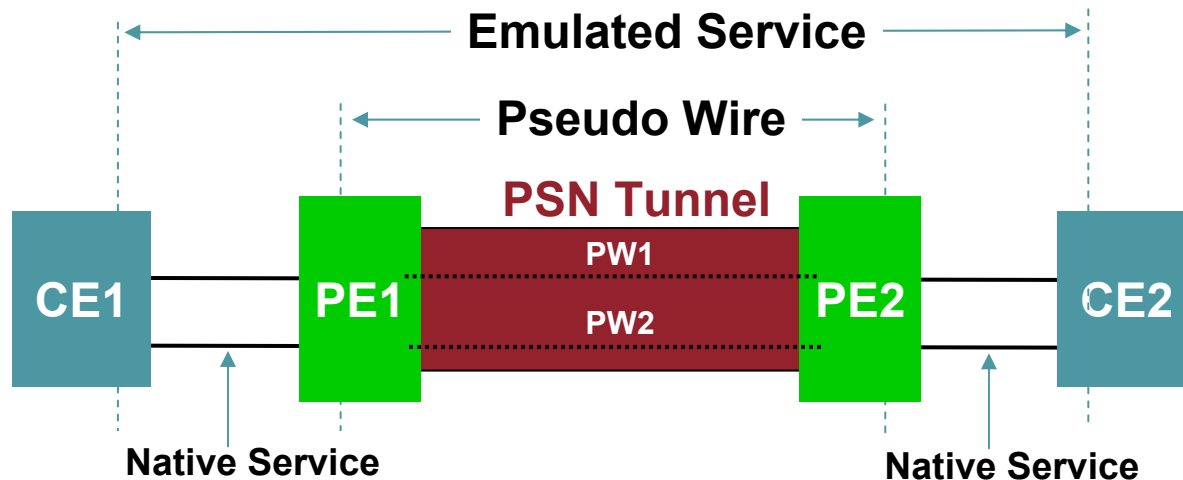 Emulated Service
Pseudo Wire
PSN Tunnel
PW1
CE1
PE1
PE2
CE2
PW2
Native Service
Native Service